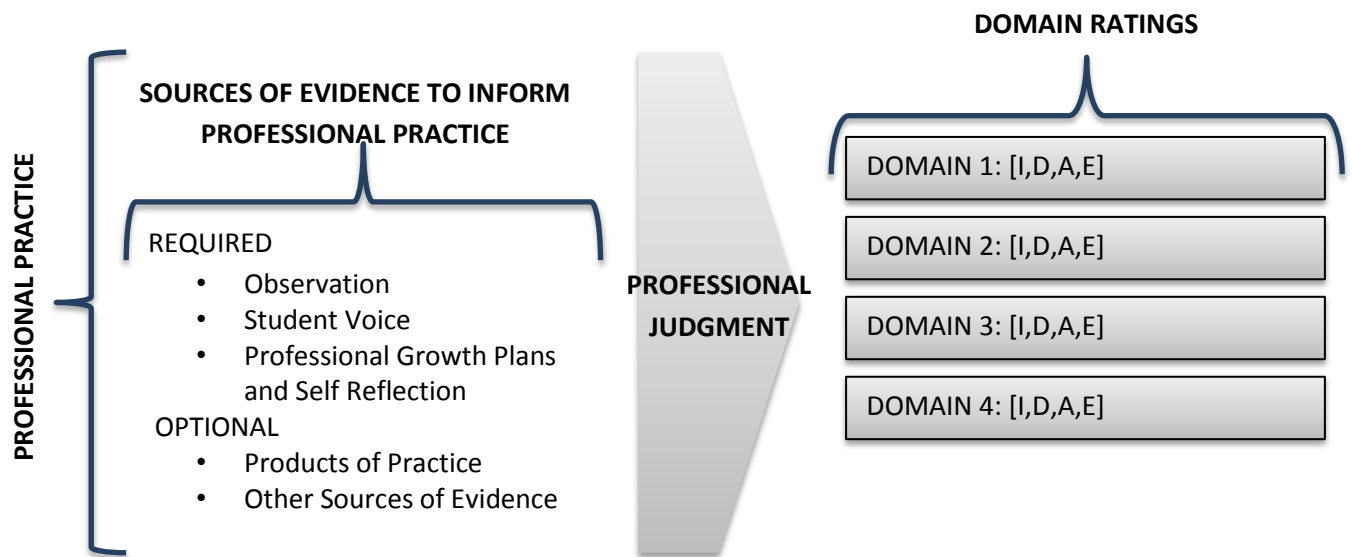 PROFESSIONAL PRACTICE
SOURCES OF EVIDENCE TO INFORM
PROFESSIONAL PRACTICE
REQUIRED
• Observation
• Student Voice
• Professional Growth Plans
and Self Reflection
OPTIONAL
• Products of Practice
• Other Sources of Evidence
PROFESSIONAL
JUDGMENT
DOMAIN RATINGS
DOMAIN 1: [I,D,A,E]
DOMAIN 2: [I,D,A,E]
DOMAIN 3: [I,D,A,E]
DOMAIN 4: [I,D,A,E]